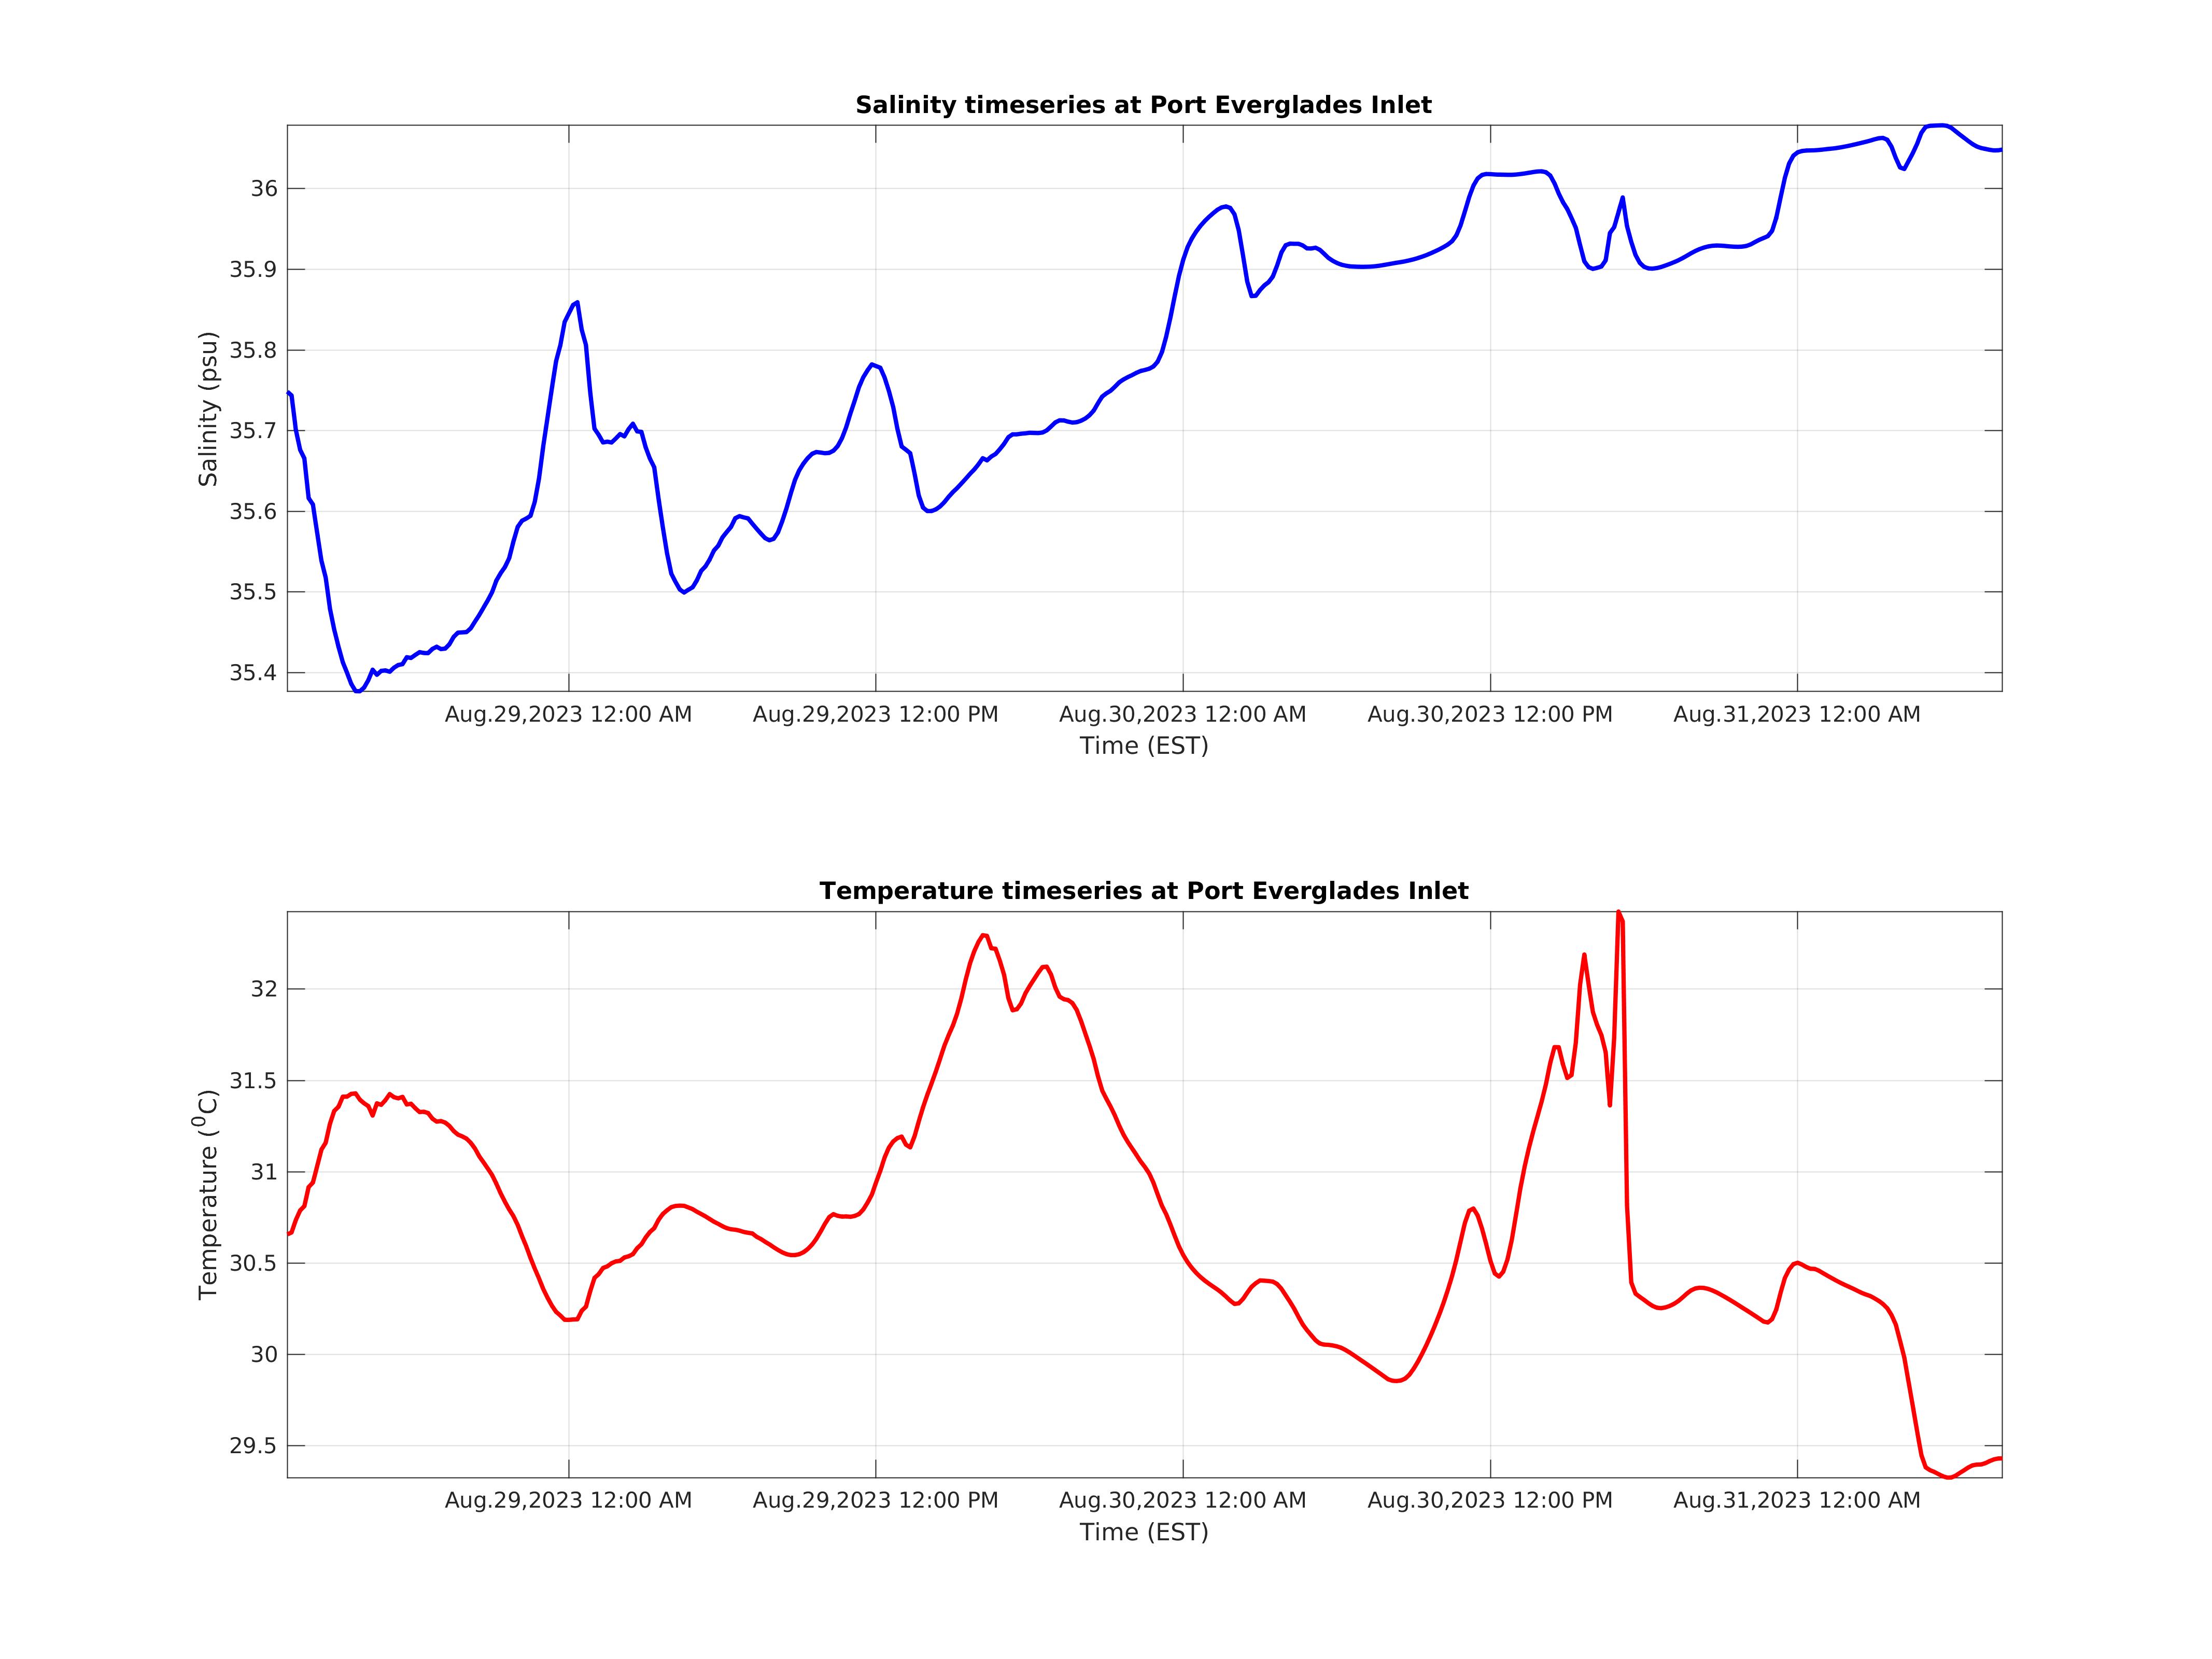 Salinity timeseries at Port Everglades Inlet
Salinity (psu)
36
35.9
35.8
35.7
35.6
35.5
35.4
Aug.29,2023 12:00 AM
Aug.29,2023 12:00 PM
Aug.30,2023 12:00 AM
Aug.30,2023 12:00 PM
Aug.31,2023 12:00 AM
Time (EST)
Temperature timeseries at Port Everglades Inlet
Temperature (⁰C)
32
31.5
31
30.5
30
29.5
Aug.29,2023 12:00 AM
Aug.29,2023 12:00 PM
Aug.30,2023 12:00 AM
Aug.30,2023 12:00 PM
Aug.31,2023 12:00 AM
Time (EST)